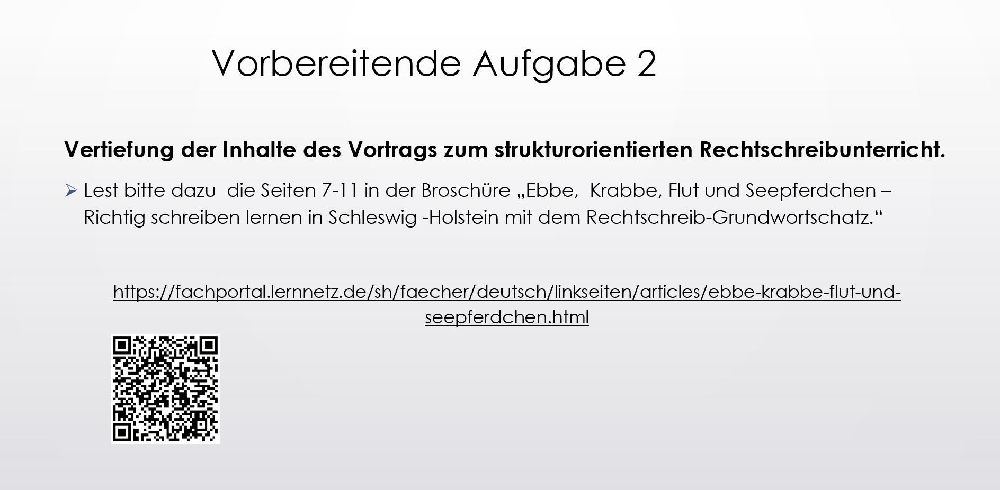 Vorbereitende Aufgabe 2
Vertiefung der Inhalte des Vortrags zum strukturorientierten Rechtschreibunterricht.
Lest bitte dazu  die Seiten 7-11 in der Broschüre „Ebbe,  Krabbe, Flut und Seepferdchen –
Richtig schreiben lernen in Schleswig -Holstein mit dem Rechtschreib-Grundwortschatz.“
https://fachportal.lernnetz.de/sh/faecher/deutsch/linkseiten/articles/ebbe-krabbe-flut-und-
seepferdchen.html